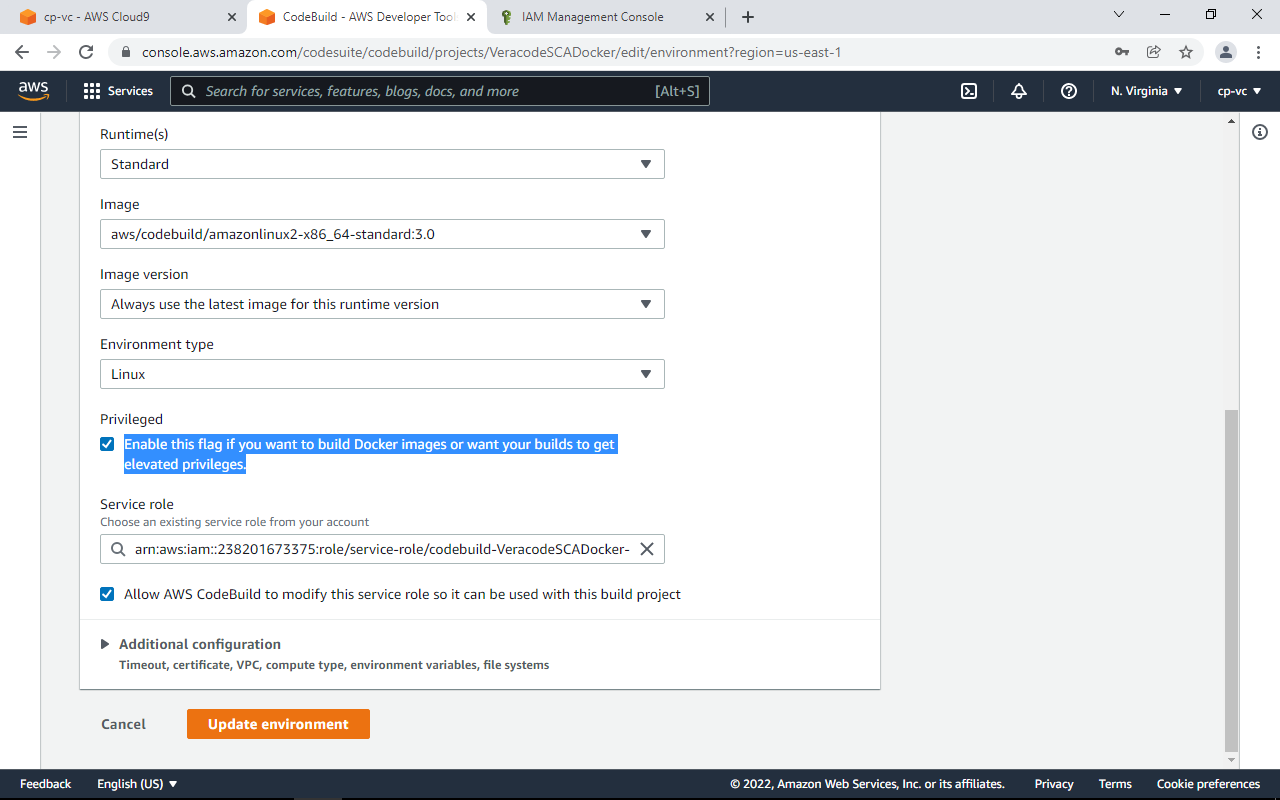 cp-vc - AWS Cloud9
CodeBuild - AWS Developer Tool
IAM Management Console
console.aws.amazon.com/codesuite/codebuild/projects/VeracodeSCADocker/edit/environment?region=us-east-1
aws
Services
Search for services, features, blogs, docs, and more
[Alt+S]
N. Virginia
cp-vc
Runtime(s)
Standard
Image
aws/codebuild/amazonlinux2-x86_64-standard:3.0
Image version
Always use the latest image for this runtime version
Environment type
Linux
Privileged
Enable this flag if you want to build Docker images or want your builds to get
elevated privileges.
Service role
Choose an existing service role from your account
arn:aws:iam::238201673375:role/service-role/codebuild-VeracodeSCADocker-
Allow AWS CodeBuild to modify this service role so it can be used with this build project
Additional configuration
Timeout, certificate, VPC, compute type, environment variables, file systems
Cancel
Update environment
Feedback
English (US)
© 2022, Amazon Web Services, Inc. or its affiliates.
Privacy
Terms
Cookie preferences